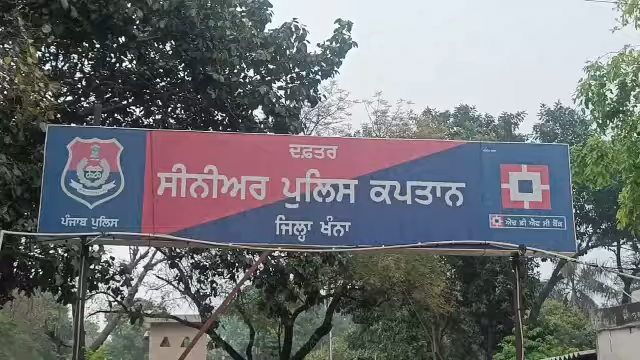 ਦਫ਼ਤਰ
ਸੀਨੀਅਰ ਪੁਲਿਸ ਕਪਤਾਨ
ਜਿਲ੍ਹਾ ਖੰਨਾ
ਪੰਜਾਬ ਪੁਲਿਸ
ਐਚ ਡੀ ਐਫ ਸੀ ਬੈਂਕ